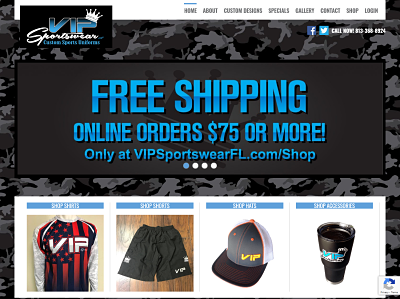 VIP
Sportswear
Custom Sports Uniforms
HOME ABOUT CUSTOM DESIGNS SPECIALS GALLERY CONTACT SHOP LOGIN
CALL NOW! 813-368-0924
FREE SHIPPING
ONLINE ORDERS $75 OR MORE!
Only at VIPSportswearFL.com/Shop
SHOP SHIRTS SHOP SHORTS SHOP HATS SHOP ACCESSORIES
VIP
VIP
VIP
VIP